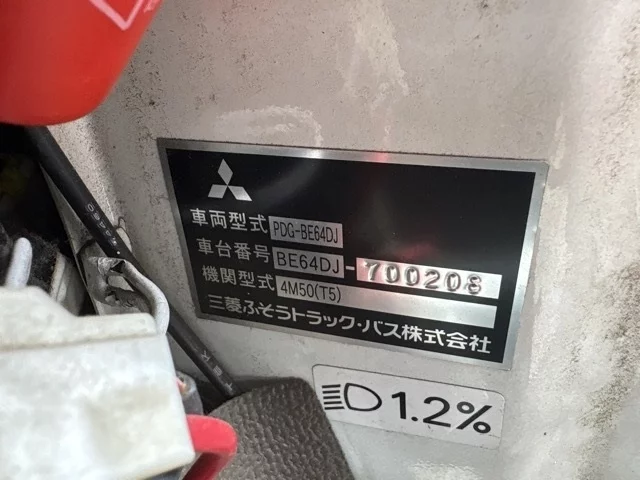 車両型式 PDG-BE64DJ
車台番号 BE64DJ-700208
機関型式 4M50(T5)
三菱ふそうトラック・バス株式会社
1.2%